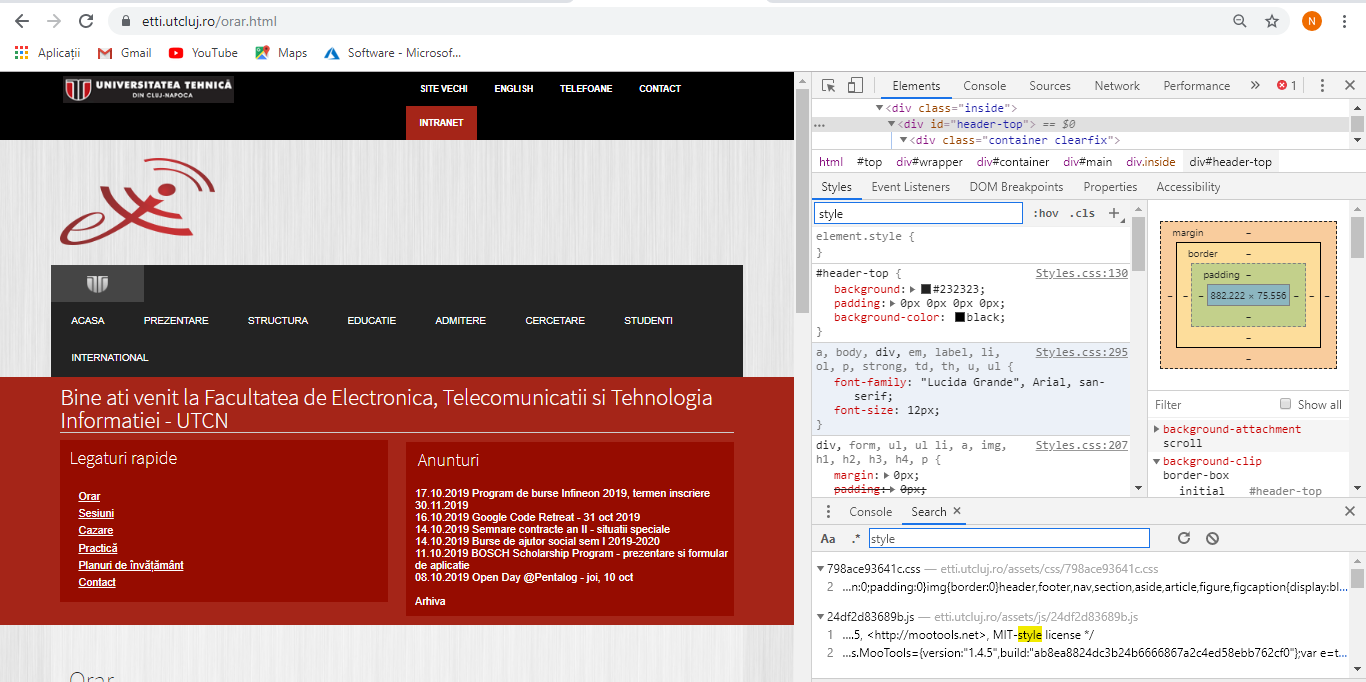 etti.utcluj.ro/orar.html
N
Aplicații
Gmail
YouTube
Maps
Software - Microsof...
UNIVERSITATEA TEHNICĂ
DIN CLUJ-NAPOCA
SITE VECHI
ENGLISH
TELEFOANE
CONTACT
INTRANET
ACASA
PREZENTARE
STRUCTURA
EDUCATIE
ADMITERE
CERCETARE
STUDENTI
INTERNATIONAL
Bine ati venit la Facultatea de Electronica, Telecomunicatii si Tehnologia
Informatiei - UTCN
Legaturi rapide
Orar
Sesiuni
Cazare
Practică
Planuri de învățământ
Contact
Anunturi
17.10.2019 Program de burse Infineon 2019, termen inscriere
30.11.2019
16.10.2019 Google Code Retreat - 31 oct 2019
14.10.2019 Semnare contracte an II - situatii speciale
14.10.2019 Burse de ajutor social sem I 2019-2020
11.10.2019 BOSCH Scholarship Program - prezentare si formular
de aplicatie
08.10.2019 Open Day @Pentalog - joi, 10 oct
Arhiva
Orar
Elements
Console
Sources
Network
Performance
»
1
<div class="inside">
... <div id="header-top"> == $0
<div class="container clearfix">
html #top div#wrapper div#container div#main div.inside div#header-top
Styles
Event Listeners
DOM Breakpoints
Properties
Accessibility
style
:hov .cls +
element.style {
}
#header-top { Styles.css:130
background: #232323;
padding: 0px 0px 0px 0px;
background-color: black;
}
a, body, div, em, label, li, Styles.css:295
ol, p, strong, td, th, u, ul {
font-family: "Lucida Grande", Arial, san-
serif;
font-size: 12px;
}
div, form, ul, ul li, a, img, Styles.css:207
h1, h2, h3, h4, p {
margin: 0px;
padding: 0px;
margin –
border –
padding –
– – – 882.222 × 75.556 – – –
–
–
–
Filter
Show all
background-attachment
scroll
background-clip
border-box
initial #header-top
Console
Search ×
Aa .* style
798ace93641c.css — etti.utcluj.ro/assets/css/798ace93641c.css
2 ...n:0;padding:0}img{border:0}header,footer,nav,section,aside,article,figure,figcaption{display:bl...
24df2d83689b.js — etti.utcluj.ro/assets/js/24df2d83689b.js
1 ....5, <http://mootools.net>, MIT-style license */
2 ...s.MooTools={version:"1.4.5",build:"ab8ea8824dc3b24b6666867a2c4ed58ebb762cf0"};var e=t...